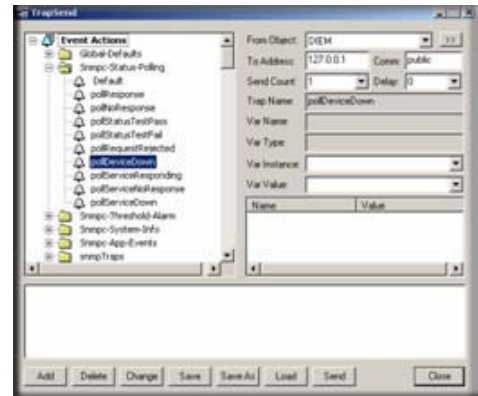 TrapSend
Event Actions
Global-Defaults
Snmpc-Status-Polling
Default
pollResponse
pollNoResponse
pollStatusTestPass
pollStatusTestFail
pollRequestRejected
pollDeviceDown
pollServiceResponding
pollServiceNoResponse
pollServiceDown
Snmpc-Threshold-Alarm
Snmpc-System-Info
Snmpc-App-Events
snmpTraps
From Object: DIEM >>
To Address: 127.0.0.1 Comm: public
Send Count: 1 Delay: 0
Trap Name: pollDeviceDown
Var Name:
Var Type:
Var Instance:
Var Value:
Name Value
Add Delete Change Save Save As Load Send Close